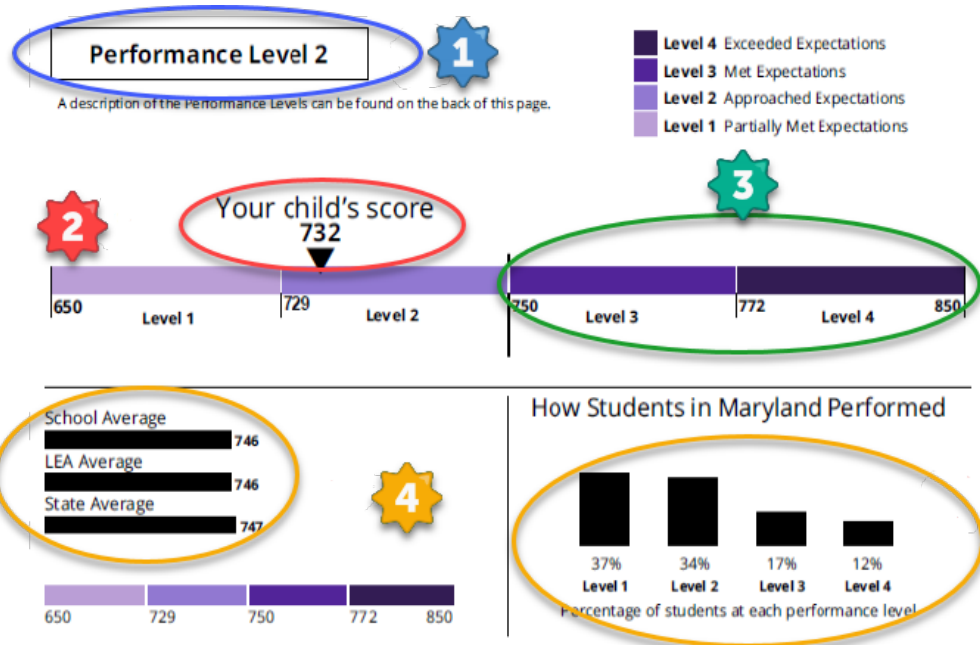 Performance Level 2
1
A description of the Performance Levels can be found on the back of this page.
Level 4 Exceeded Expectations
Level 3 Met Expectations
Level 2 Approached Expectations
Level 1 Partially Met Expectations
2
Your child's score
732
3
650
729
750
772
850
Level 1
Level 2
Level 3
Level 4
School Average
746
LEA Average
746
State Average
747
4
650 729 750 772 850
How Students in Maryland Performed
37% 34% 17% 12%
Level 1 Level 2 Level 3 Level 4
Percentage of students at each performance level